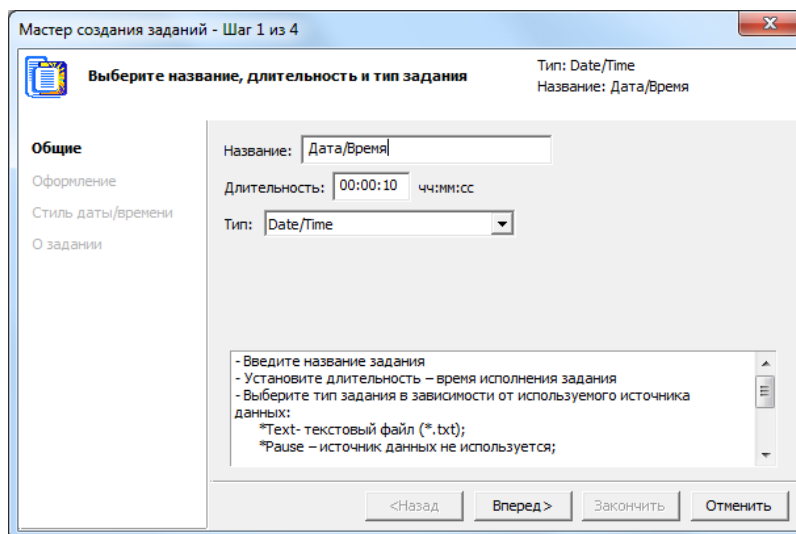 Мастер создания заданий - Шаг 1 из 4
Выберите название, длительность и тип задания
Тип: Date/Time
Название: Дата/Время
Общие
Оформление
Стиль даты/времени
О задании
Название: Дата/Время
Длительность: 00:00:10 чч:мм:сс
Тип: Date/Time
- Введите название задания
- Установите длительность – время исполнения задания
- Выберите тип задания в зависимости от используемого источника
данных:
*Text- текстовый файл (*.txt);
*Pause – источник данных не используется;
<Назад Вперед> Закончить Отменить